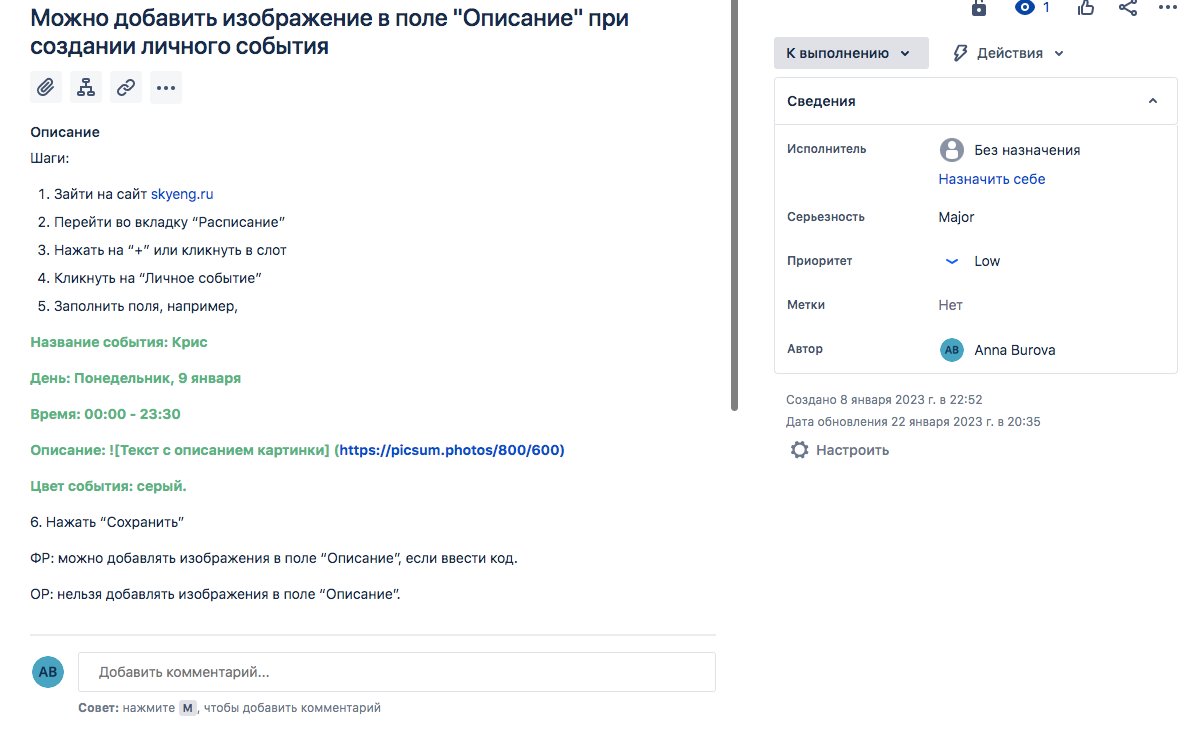 Можно добавить изображение в поле "Описание" при
создании личного события
Описание
Шаги:
1. Зайти на сайт skyeng.ru
2. Перейти во вкладку “Расписание”
3. Нажать на “+” или кликнуть в слот
4. Кликнуть на “Личное событие”
5. Заполнить поля, например,
Название события: Крис
День: Понедельник, 9 января
Время: 00:00 - 23:30
Описание: ![Текст с описанием картинки] (https://picsum.photos/800/600)
Цвет события: серый.
6. Нажать “Сохранить”
ФР: можно добавлять изображения в поле “Описание”, если ввести код.
ОР: нельзя добавлять изображения в поле “Описание”.
AB
Добавить комментарий...
Совет: нажмите M, чтобы добавить комментарий
1
К выполнению
Действия
Сведения
Исполнитель
Без назначения
Назначить себе
Серьезность
Major
Приоритет
Low
Метки
Нет
Автор
AB
Anna Burova
Создано 8 января 2023 г. в 22:52
Дата обновления 22 января 2023 г. в 20:35
Настроить